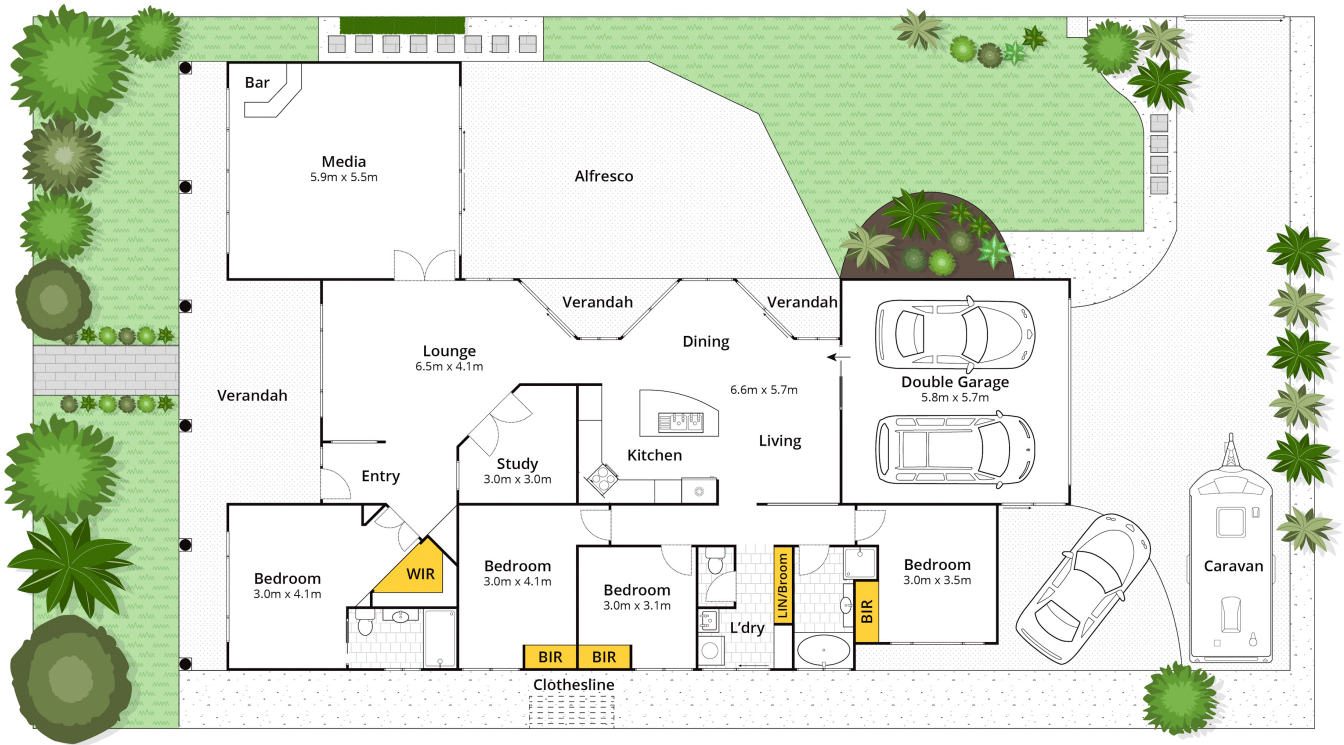 Bar
Media
5.9m x 5.5m
Alfresco
Verandah
Verandah
Lounge
6.5m x 4.1m
Dining
6.6m x 5.7m
Living
Double Garage
5.8m x 5.7m
Verandah
Entry
Study
3.0m x 3.0m
Kitchen
Bedroom
3.0m x 4.1m
WIR
Bedroom
3.0m x 4.1m
BIR
Bedroom
3.0m x 3.1m
BIR
L'dry
LIN/Broom
BIR
Bedroom
3.0m x 3.5m
Caravan
Clothesline